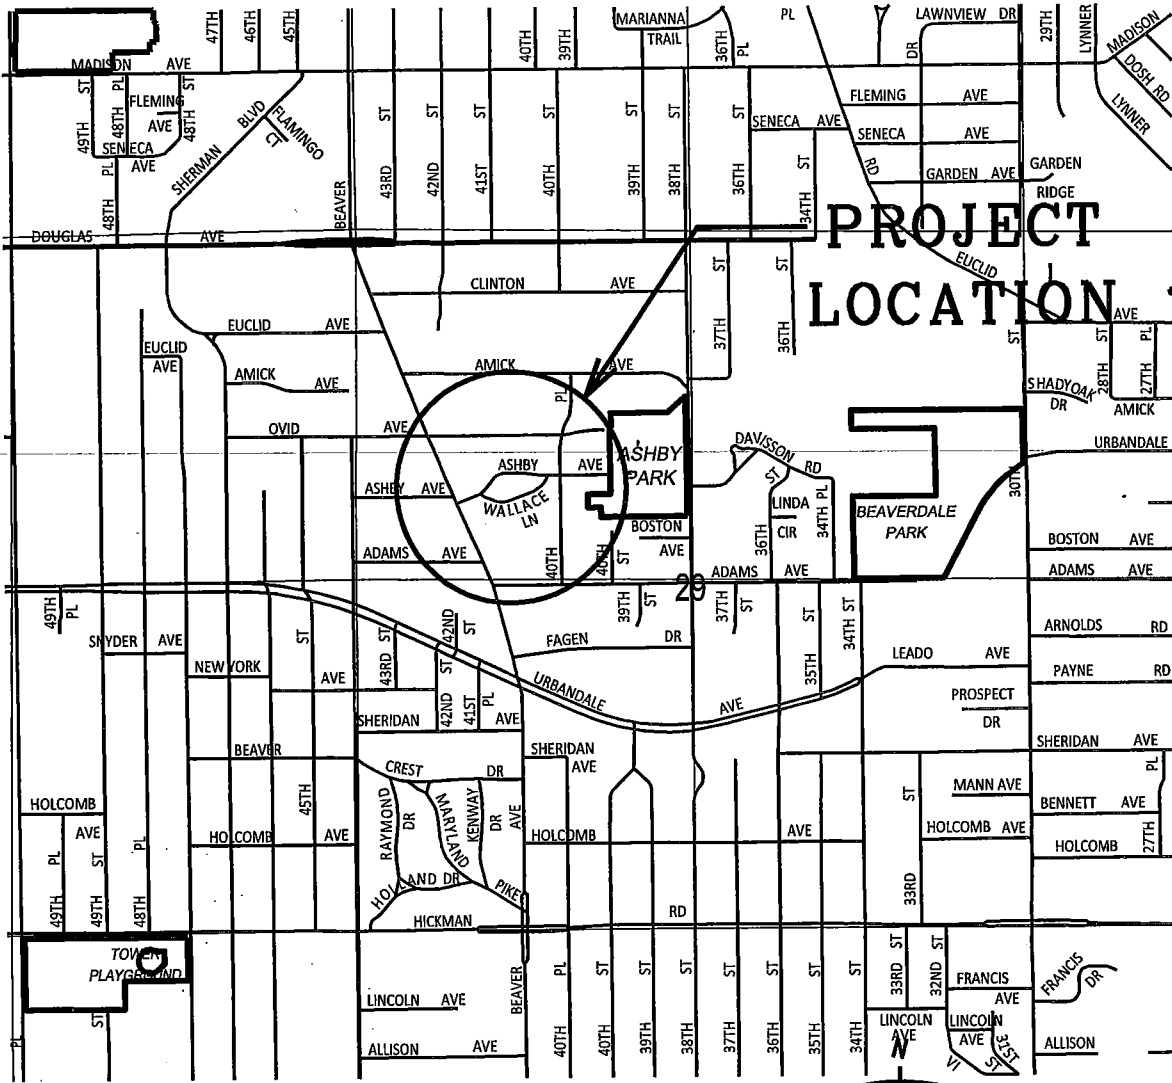 47TH
46TH
45TH
40TH
39TH
MARIANNA
TRAIL
36TH
PL
PL
LAWNVIEW DR
DR
29TH
LYNNER
MADISON
DOSH RD
LYNNER
MADISON AVE
49TH ST
48TH PL
FLEMING
AVE
48TH ST
SENECA
AVE
48TH PL
SHERMAN BLVD
FLAMINGO
CT
BEAVER
43RD ST
42ND ST
41ST ST
40TH ST
39TH ST
38TH ST
36TH ST
SENECA AVE
34TH ST
FLEMING AVE
SENECA AVE
RD
GARDEN AVE
GARDEN
RIDGE
DOUGLAS AVE
PROJECT
LOCATION
EUCLID
AVE
CLINTON AVE
37TH ST
36TH ST
ST
28TH ST
27TH PL
EUCLID AVE
EUCLID
AVE
AMICK AVE
AMICK AVE
PL
SHADYOAK
DR
AMICK
OVID AVE
URBANDALE
ASHBY AVE
ASHBY AVE
WALLACE
LN
ASHBY
PARK
DAVISSON RD
ST
LINDA
CIR
36TH
34TH PL
30TH
BEAVERDALE
PARK
BOSTON
AVE
BOSTON AVE
ADAMS AVE
40TH
40TH ST
ADAMS AVE
ADAMS AVE
29
49TH PL
39TH ST
37TH ST
35TH ST
34TH ST
SNYDER AVE
ST
43RD ST
42ND ST
FAGEN DR
ARNOLDS RD
NEW YORK AVE
42ND ST
41ST PL
URBANDALE AVE
LEADO AVE
PAYNE RD
PROSPECT
DR
SHERIDAN AVE
BEAVER
SHERIDAN
AVE
SHERIDAN AVE
CREST DR
RAYMOND DR
MARYLAND
KENWAY DR
AVE
45TH
HOLCOMB
AVE
HOLCOMB AVE
HOLCOMB AVE
ST
MANN AVE
BENNETT AVE
PL
27TH
HOLCOMB AVE
HOLCOMB
49TH PL
49TH ST
48TH PL
HOLLAND DR
PIKE
33RD
HICKMAN RD
TOWER
PLAYGROUND
ST
PL
BEAVER
40TH PL
40TH ST
39TH ST
38TH ST
37TH ST
36TH ST
35TH ST
34TH ST
33RD ST
32ND ST
FRANCIS
AVE
FRANCIS
DR
LINCOLN AVE
LINCOLN
AVE
LINCOLN
AVE
31ST
ST
VI
ALLISON AVE
ALLISON
N